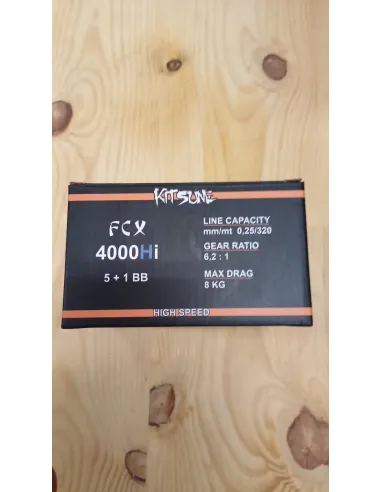 KITSUNE
FCX
4000Hi
5 + 1 BB
LINE CAPACITY
mm/mt 0,25/320
GEAR RATIO
6,2 : 1
MAX DRAG
8 KG
HIGH SPEED